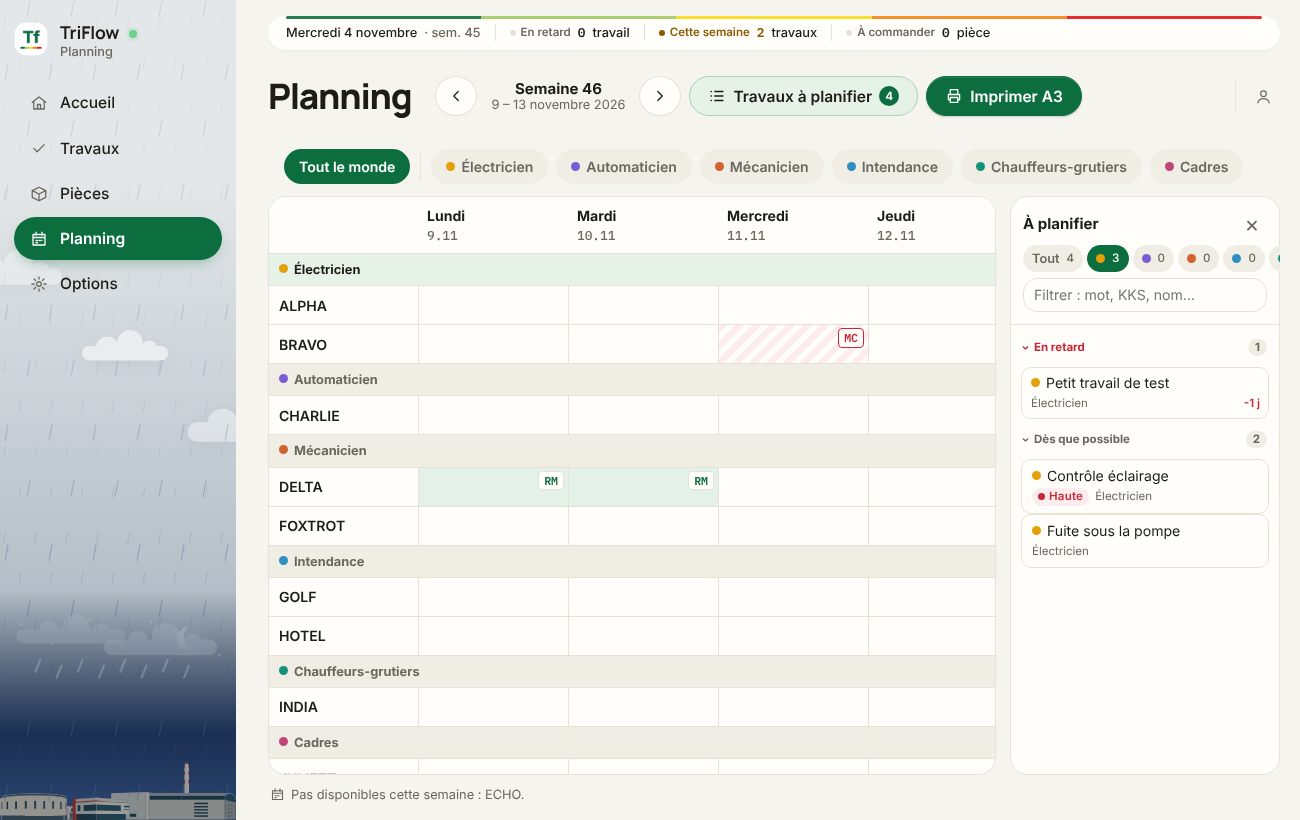 Tf
TriFlow
Planning
Accueil
Travaux
Pièces
Planning
Options
Mercredi 4 novembre · sem. 45
En retard 0 travail
Cette semaine 2 travaux
À commander 0 pièce
Planning
Semaine 46
9 – 13 novembre 2026
Travaux à planifier 4
Imprimer A3
Tout le monde
Électricien
Automaticien
Mécanicien
Intendance
Chauffeurs-grutiers
Cadres
Lundi Mardi Mercredi Jeudi
9.11 10.11 11.11 12.11
Électricien
ALPHA
BRAVO MC
Automaticien
CHARLIE
Mécanicien
DELTA RM RM
FOXTROT
Intendance
GOLF
HOTEL
Chauffeurs-grutiers
INDIA
Cadres
Pas disponibles cette semaine : ECHO.
À planifier
Tout 4 3 0 0 0
Filtrer : mot, KKS, nom...
En retard 1
Petit travail de test
Électricien -1 j
Dès que possible 2
Contrôle éclairage
Haute Électricien
Fuite sous la pompe
Électricien